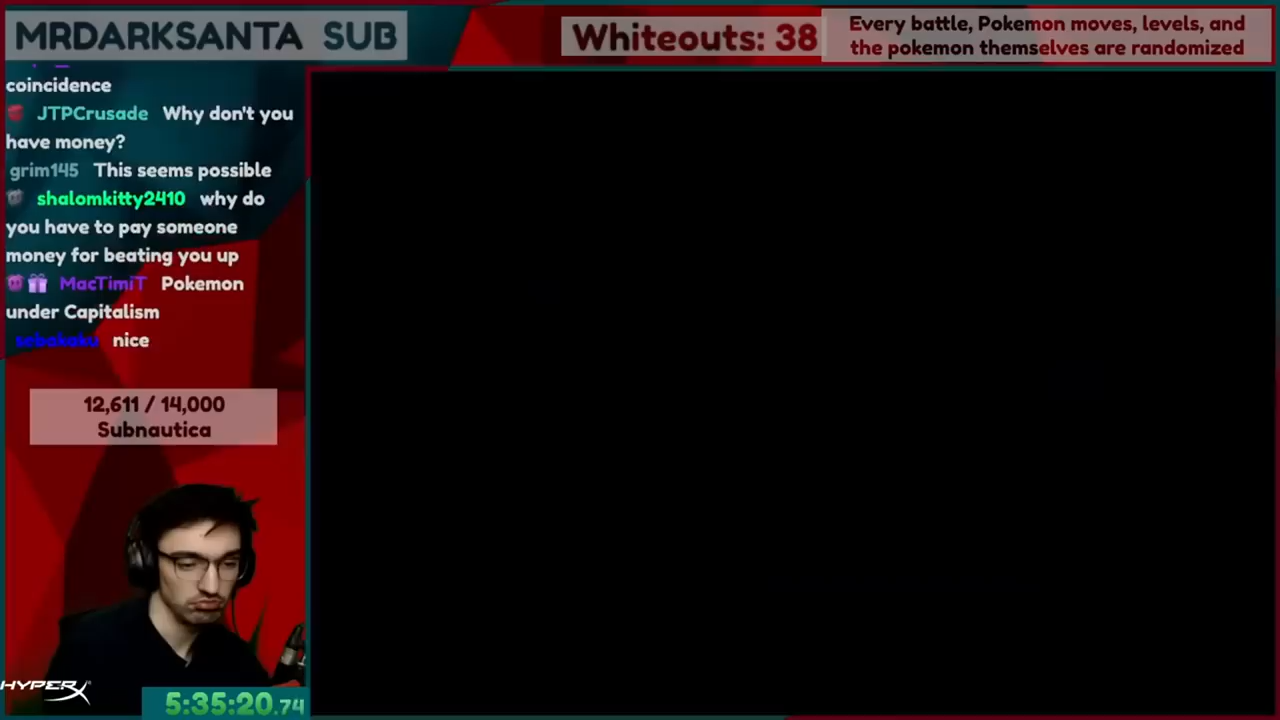 MRDARKSANTA SUB
Whiteouts: 38
Every battle, Pokemon moves, levels, and
the pokemon themselves are randomized
coincidence
JTPCrusade Why don't you
have money?
grim145 This seems possible
shalomkitty2410 why do
you have to pay someone
money for beating you up
MacTimiT Pokemon
under Capitalism
sebakaku nice
12,611 / 14,000
Subnautica
HYPERX
5:35:20.74